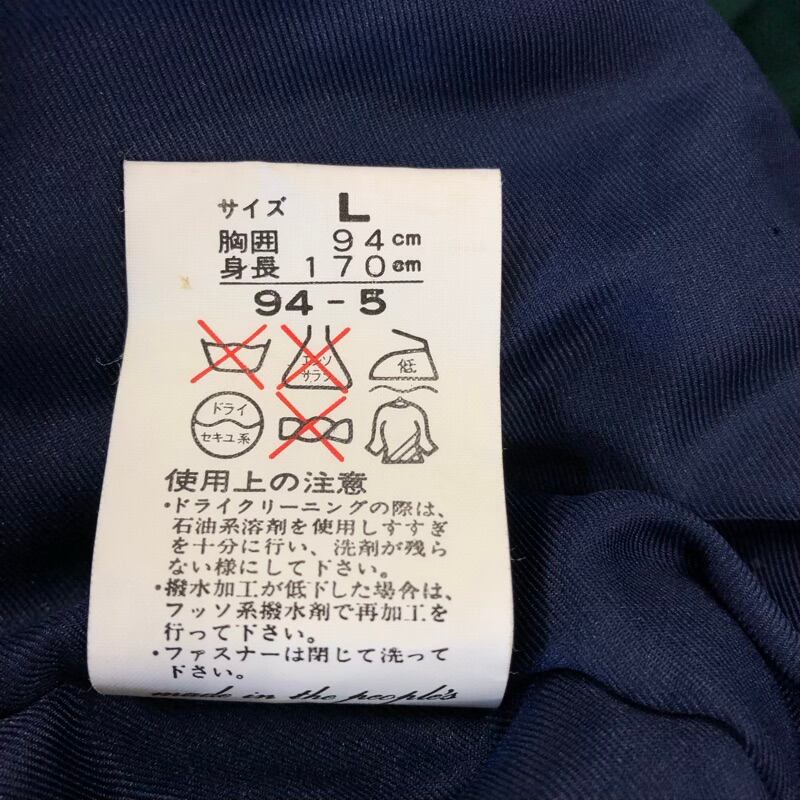 サイズ L
胸囲 94cm
身長 170cm
94-5
エンソ
サラシ
低
ドライ
セキユ系
使用上の注意
・ドライクリーニングの際は、
石油系溶剤を使用しすすぎ
を十分に行い、洗剤が残ら
ない様にして下さい。
・撥水加工が低下した場合は、
フッソ系撥水剤で再加工を
行って下さい。
・ファスナーは閉じて洗って
下さい。
made in the people's